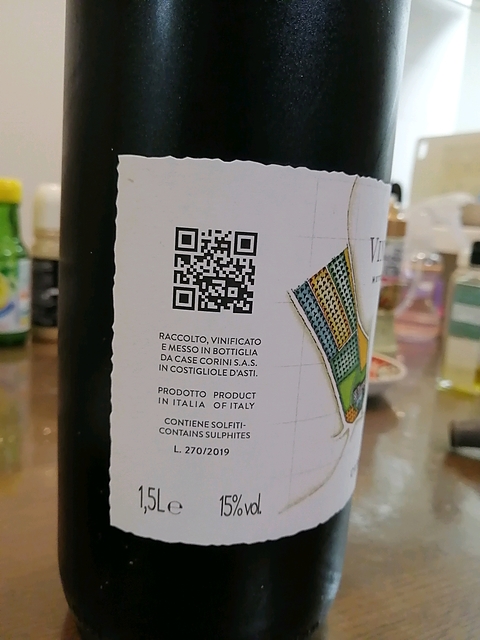 RACCOLTO, VINIFICATO
E MESSO IN BOTTIGLIA
DA CASE CORINI S.A.S.
IN COSTIGLIOLE D'ASTI.
PRODOTTO PRODUCT
IN ITALIA OF ITALY
CONTIENE SOLFITI-
CONTAINS SULPHITES
L. 270/2019
1,5L e 15% vol.